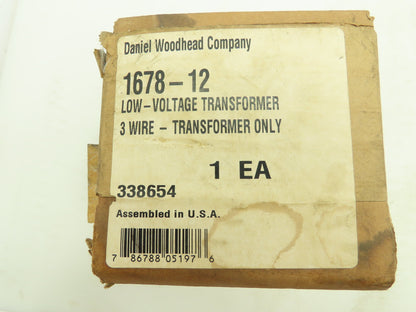 Daniel Woodhead Company
1678-12
LOW-VOLTAGE TRANSFORMER
3 WIRE - TRANSFORMER ONLY
1 EA
338654
Assembled in U.S.A.
7 86788 05197 6